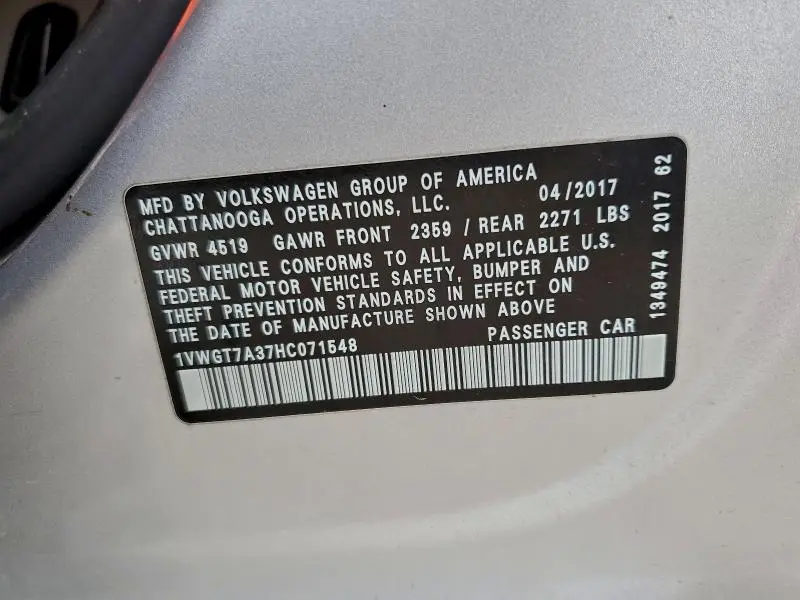 MFD BY VOLKSWAGEN GROUP OF AMERICA
CHATTANOOGA OPERATIONS, LLC. 04/2017
GVWR 4519 GAWR FRONT 2359 / REAR 2271 LBS
THIS VEHICLE CONFORMS TO ALL APPLICABLE U.S.
FEDERAL MOTOR VEHICLE SAFETY, BUMPER AND
THEFT PREVENTION STANDARDS IN EFFECT ON
THE DATE OF MANUFACTURE SHOWN ABOVE
1VWGT7A37HC071548 PASSENGER CAR
1349474 2017 62